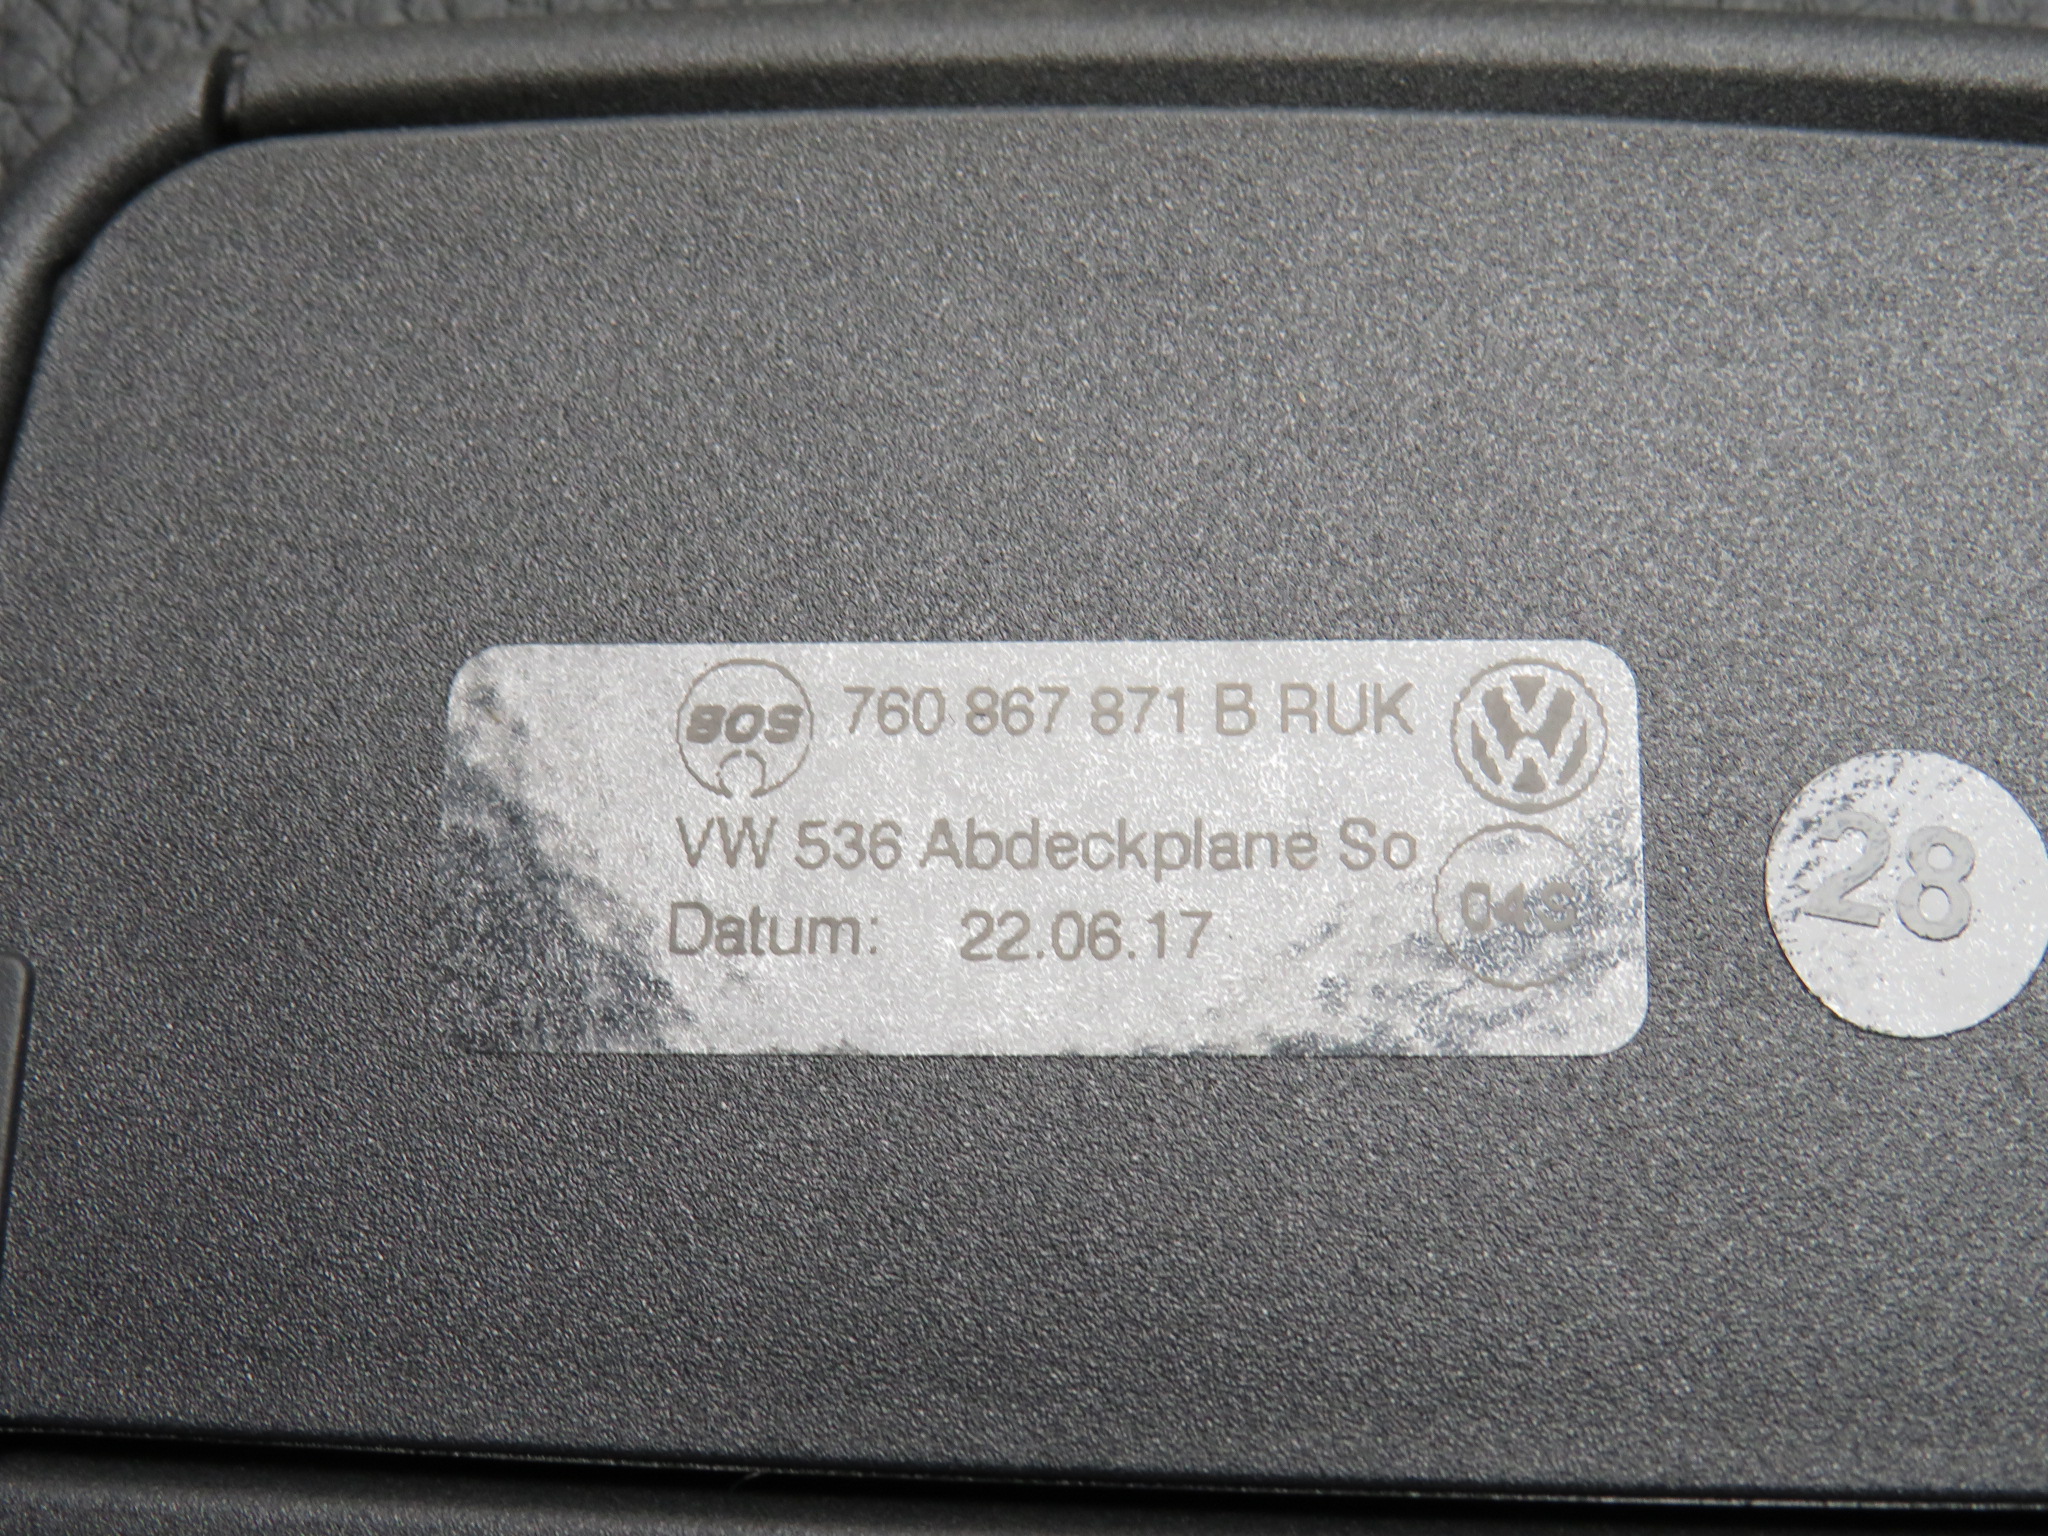 BOS 760 867 871 B RUK
VW 536 Abdeckplane So
Datum: 22.06.17
28